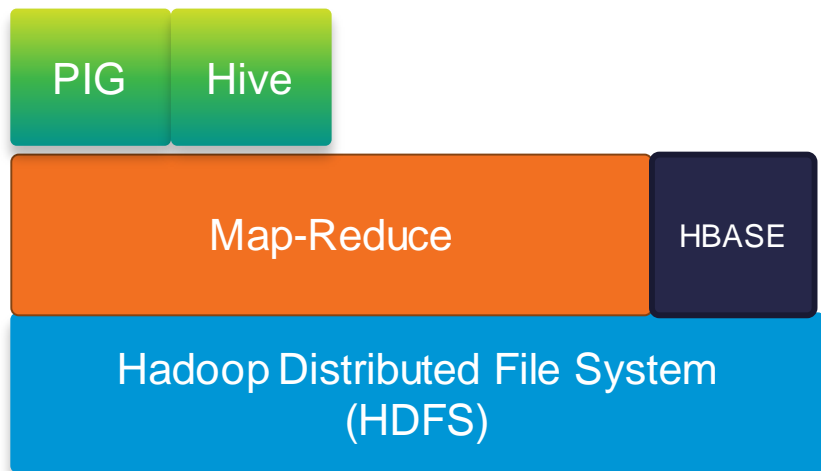 PIG
Hive
Map-Reduce
HBASE
Hadoop Distributed File System
(HDFS)